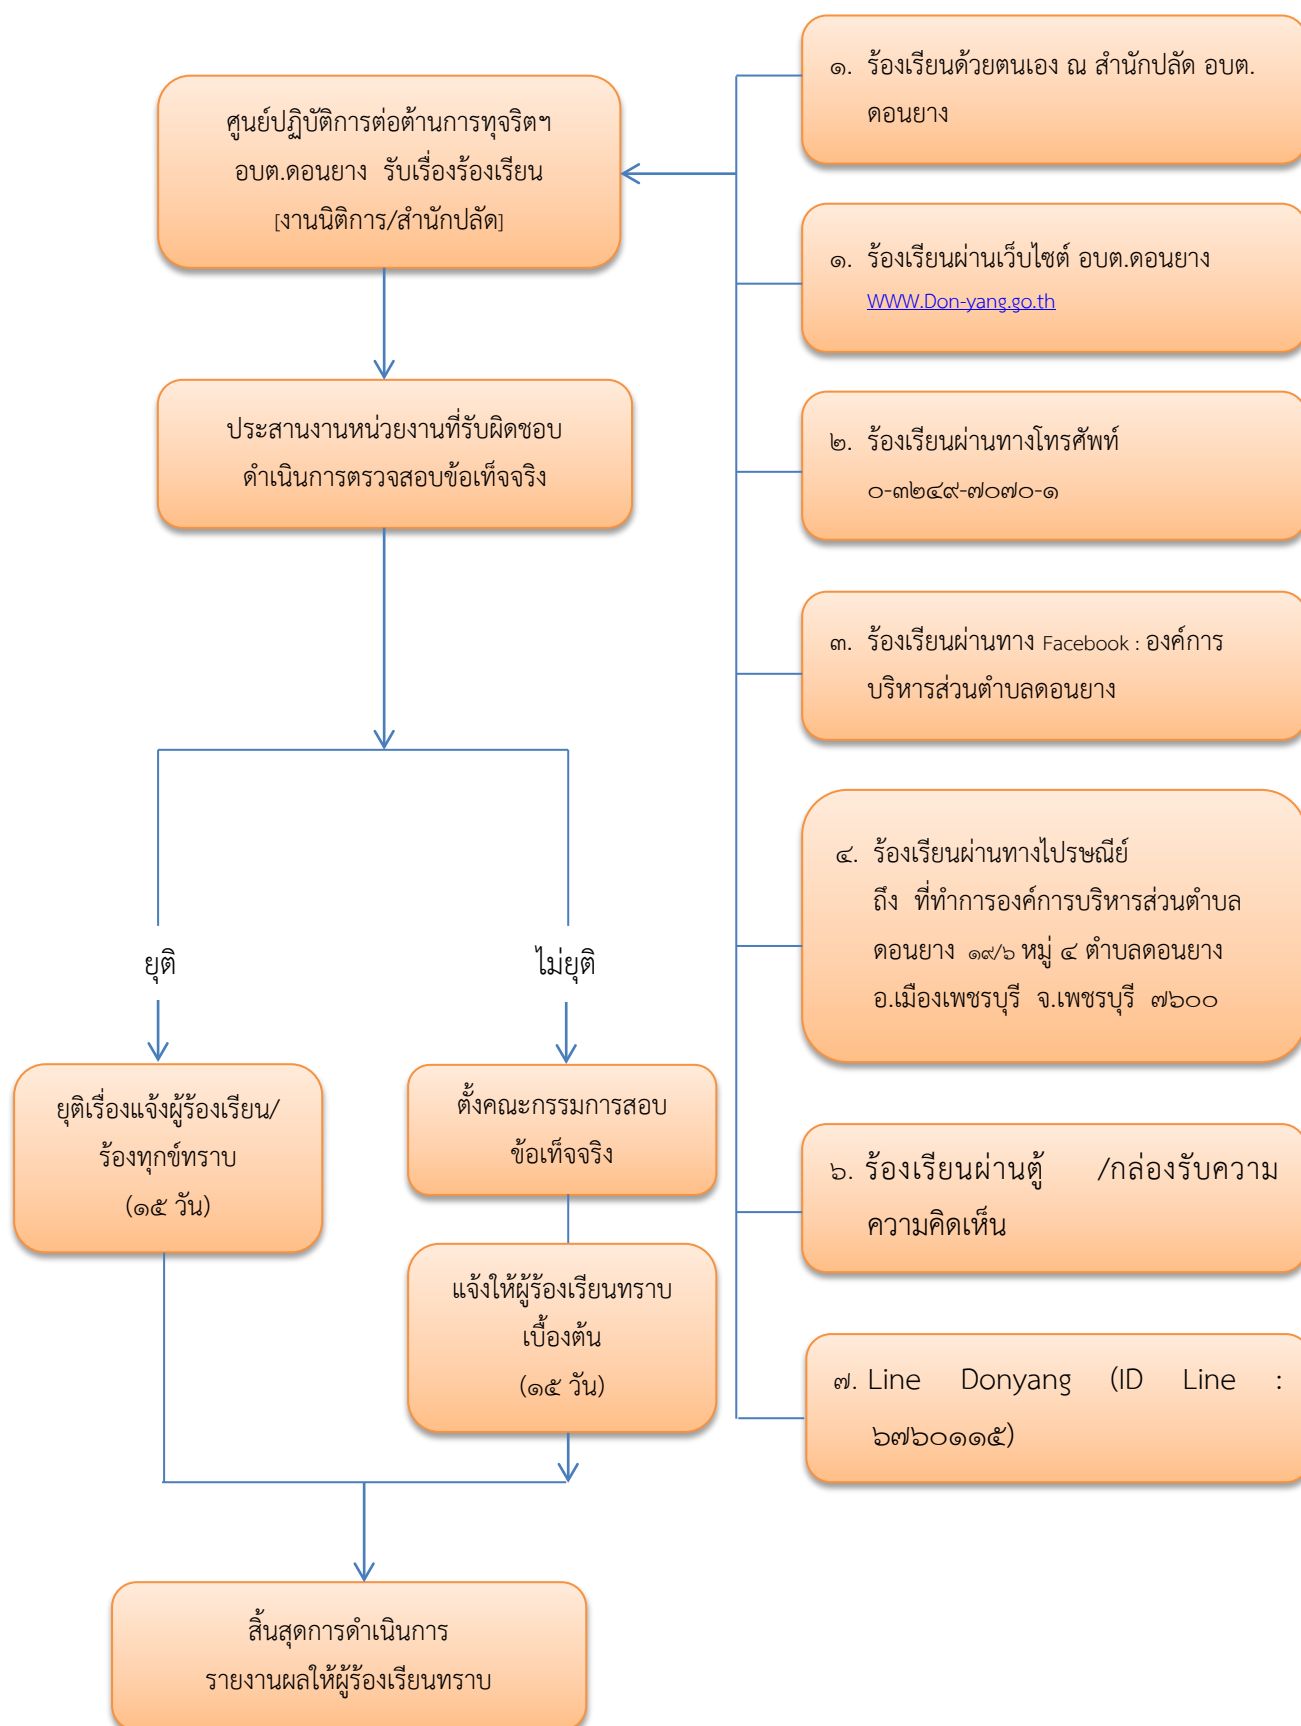 ศูนย์ปฏิบัติการต่อต้านการทุจริตฯ
อบต.ดอนยาง รับเรื่องร้องเรียน
[งานนิติการ/สำนักปลัด]
ประสานงานหน่วยงานที่รับผิดชอบ
ดำเนินการตรวจสอบข้อเท็จจริง
ยุติ
ไม่ยุติ
ยุติเรื่องแจ้งผู้ร้องเรียน/
ร้องทุกข์ทราบ
(๑๕ วัน)
ตั้งคณะกรรมการสอบ
ข้อเท็จจริง
แจ้งให้ผู้ร้องเรียนทราบ
เบื้องต้น
(๑๕ วัน)
สิ้นสุดการดำเนินการ
รายงานผลให้ผู้ร้องเรียนทราบ
๑. ร้องเรียนด้วยตนเอง ณ สำนักปลัด อบต.
ดอนยาง
๑. ร้องเรียนผ่านเว็บไซต์ อบต.ดอนยาง
WWW.Don-yang.go.th
๒. ร้องเรียนผ่านทางโทรศัพท์
๐-๓๒๔๙-๗๐๗๐-๑
๓. ร้องเรียนผ่านทาง Facebook : องค์การ
บริหารส่วนตำบลดอนยาง
๔. ร้องเรียนผ่านทางไปรษณีย์
ถึง ที่ทำการองค์การบริหารส่วนตำบล
ดอนยาง ๑๙/๖ หมู่ ๔ ตำบลดอนยาง
อ.เมืองเพชรบุรี จ.เพชรบุรี ๗๖๐๐
๖. ร้องเรียนผ่านตู้ /กล่องรับความ
ความคิดเห็น
๗. Line Donyang (ID Line :
๖๗๖๐๑๑๕)